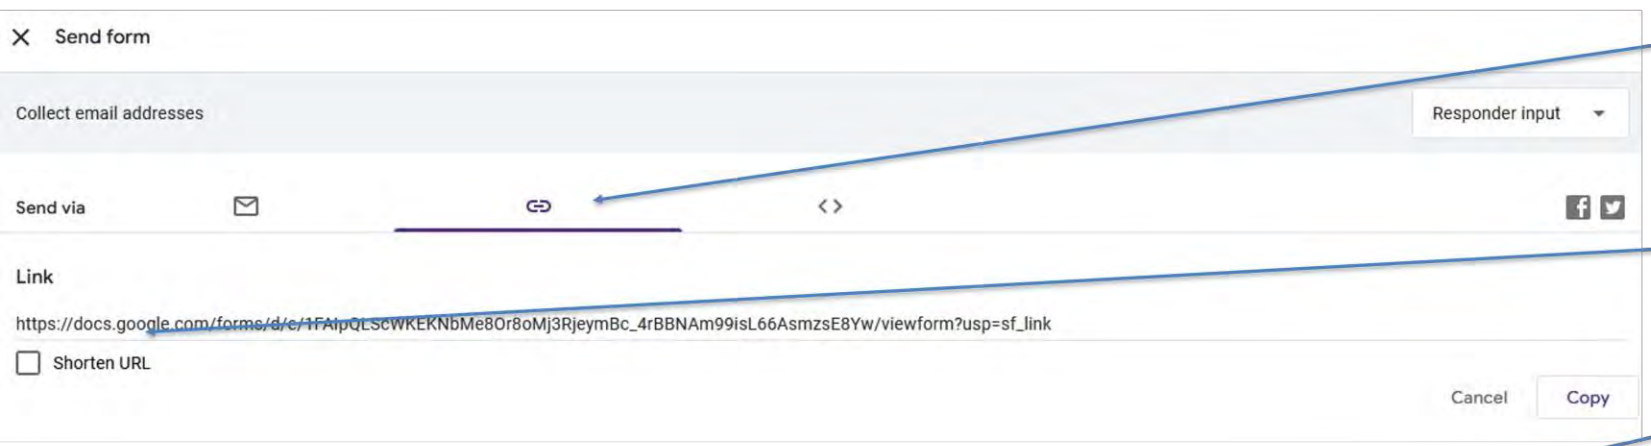 Send form
Collect email addresses
Responder input
Send via
Link
https://docs.google.com/forms/d/e/1FAIpQLScWKEKNbMe8Or8oMj3RjeymBc_4rBBNAm99isL66AsmzsE8Yw/viewform?usp=sf_link
Shorten URL
Cancel Copy